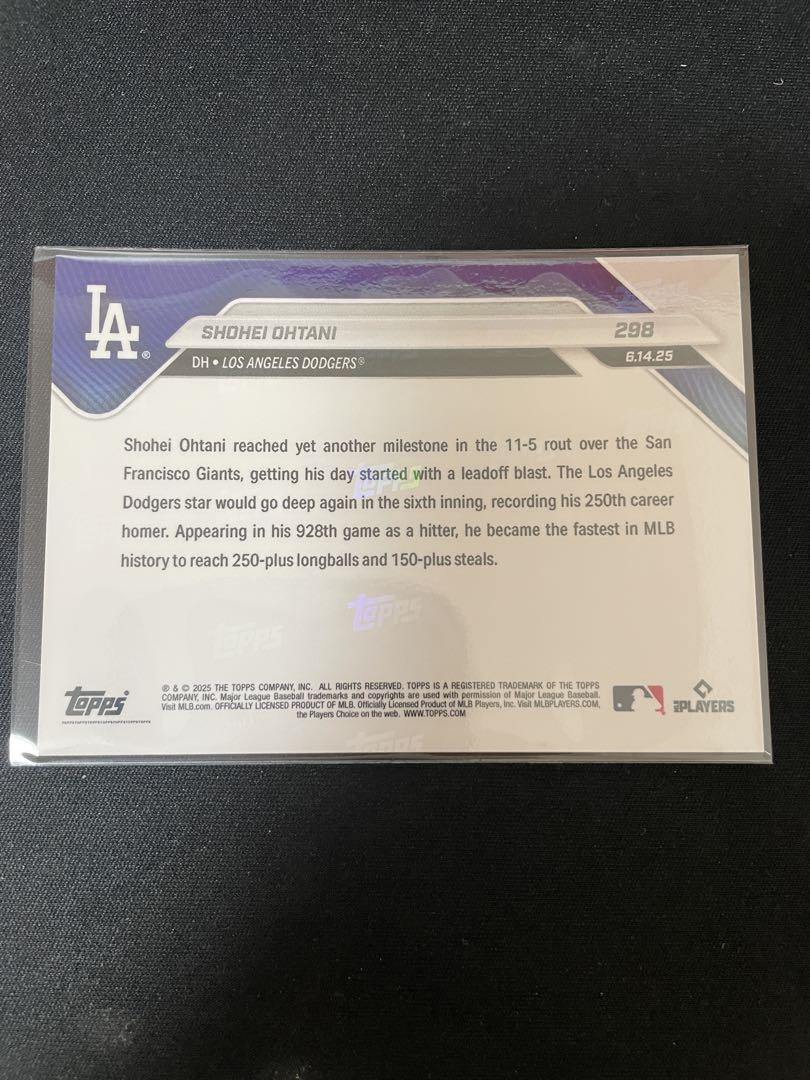 LA®
SHOHEI OHTANI
298
DH • LOS ANGELES DODGERS®
6.14.25
Shohei Ohtani reached yet another milestone in the 11-5 rout over the San
Francisco Giants, getting his day started with a leadoff blast. The Los Angeles
Dodgers star would go deep again in the sixth inning, recording his 250th career
homer. Appearing in his 928th game as a hitter, he became the fastest in MLB
history to reach 250-plus longballs and 150-plus steals.
topps
topps
topps
topps
topps
® & © 2025 THE TOPPS COMPANY, INC. ALL RIGHTS RESERVED. TOPPS IS A REGISTERED TRADEMARK OF THE TOPPS
COMPANY, INC. Major League Baseball trademarks and copyrights are used with permission of Major League Baseball.
Visit MLB.com. OFFICIALLY LICENSED PRODUCT OF MLB. Officially Licensed Product of MLB Players, Inc. Visit MLBPLAYERS.COM,
the Players Choice on the web. WWW.TOPPS.COM
MLB PLAYERS